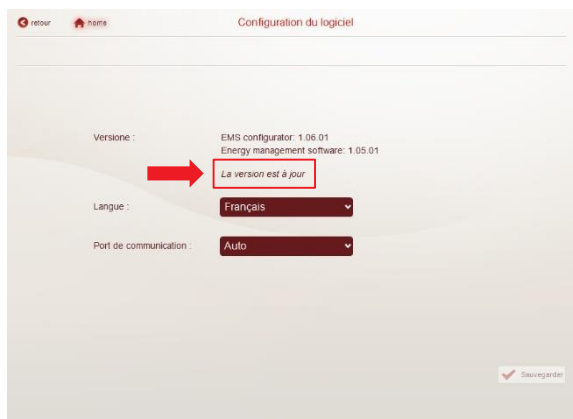 retour
home
Configuration du logiciel
Versione :
EMS configurator: 1.06.01
Energy management software: 1.05.01
La version est à jour
Langue :
Français
Port de communication :
Auto
Sauvegarder